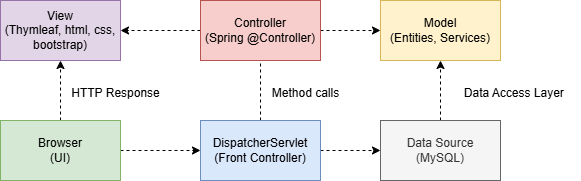 View
(Thymleaf, html, css,
bootstrap)
Controller
(Spring @Controller)
Model
(Entities, Services)
HTTP Response
Method calls
Data Access Layer
Browser
(UI)
DispatcherServlet
(Front Controller)
Data Source
(MySQL)